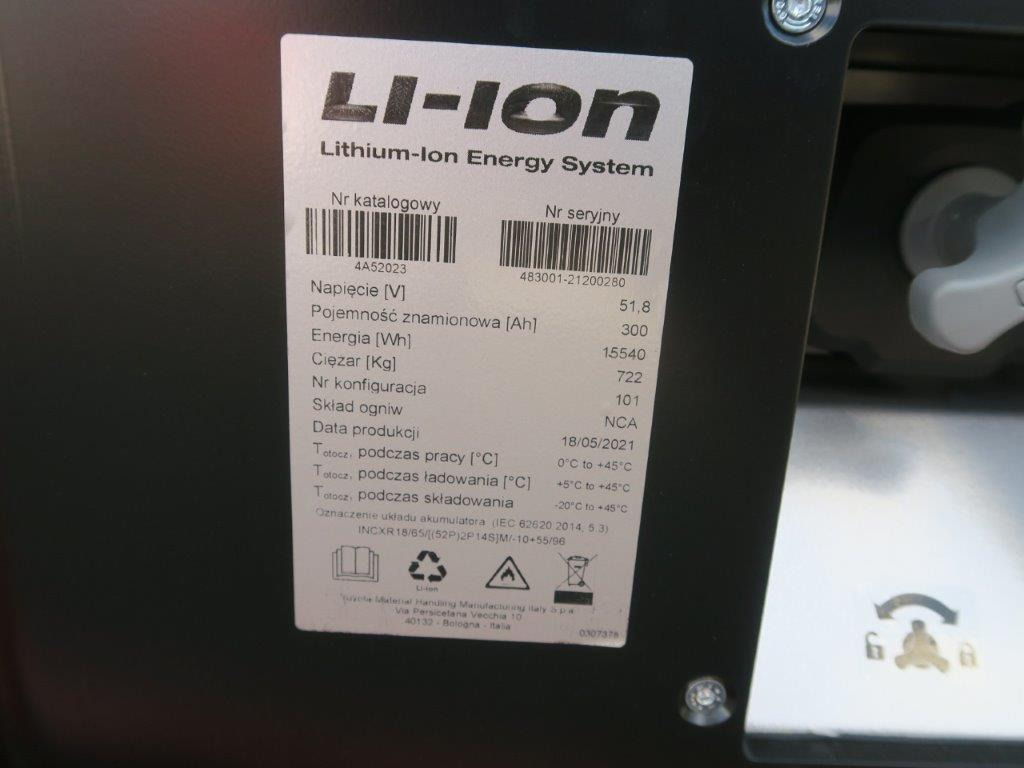 LI-ION
Lithium-Ion Energy System
Nr katalogowy Nr seryjny
4A52023 483001-21200280
Napięcie [V] 51,8
Pojemność znamionowa [Ah] 300
Energia [Wh] 15540
Ciężar [Kg] 722
Nr konfiguracja 101
Skład ogniw NCA
Data produkcji 18/05/2021
Totocz, podczas pracy [°C] 0°C to +45°C
Totocz, podczas ładowania [°C] +5°C to +45°C
Totocz, podczas składowania -20°C to +45°C
Oznaczenie układu akumulatora (IEC 62620 2014, 5.3)
INCXR18/65/[(52P)2P14S]M/-10+55/96
Li-Ion
Toyota Material Handling Manufacturing Italy S.p.a
Via Persicetana Vecchia 10
40132 - Bologna - Italia
0307378